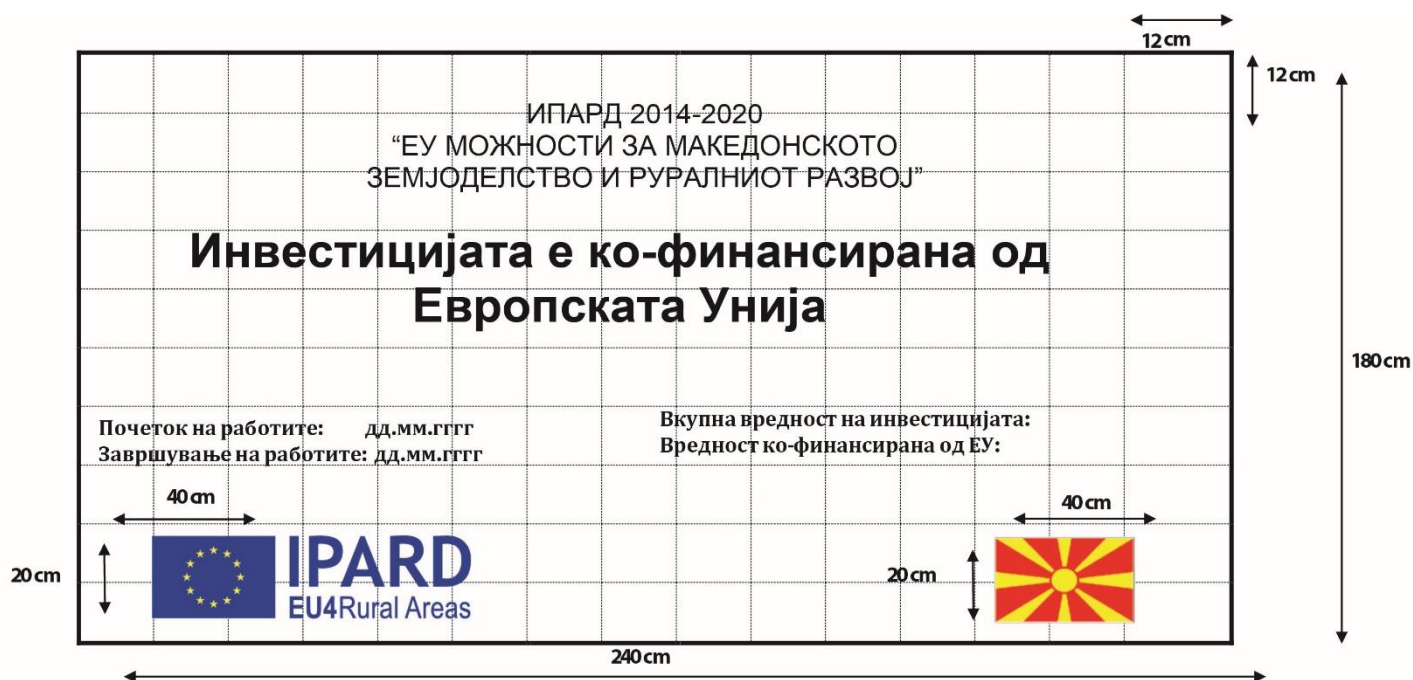 12cm
12cm
ИПАРД 2014-2020
“ЕУ МОЖНОСТИ ЗА МАКЕДОНСКОТО
ЗЕМЈОДЕЛСТВО И РУРАЛНИОТ РАЗВОЈ”
Инвестицијата е ко-финансирана од
Европската Унија
180cm
Почеток на работите: дд.мм.гггг
Завршување на работите: дд.мм.гггг
Вкупна вредност на инвестицијата:
Вредност ко-финансирана од ЕУ:
40cm
40cm
20cm
IPARD
EU4Rural Areas
20cm
240cm